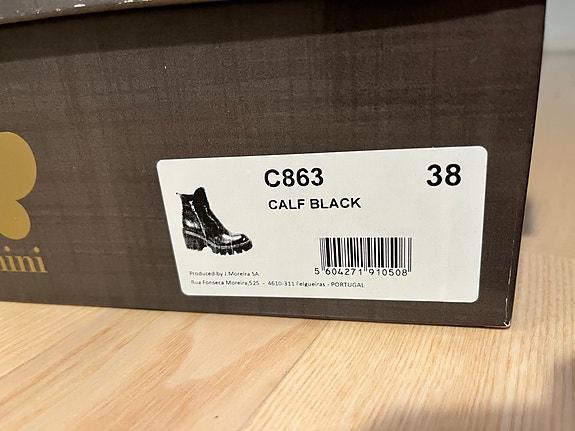 C863 38
CALF BLACK
5 604271 910508
Produced by J.Moreira SA
Rua Fonseca Moreira,525 - 4610-311 Felgueiras - PORTUGAL